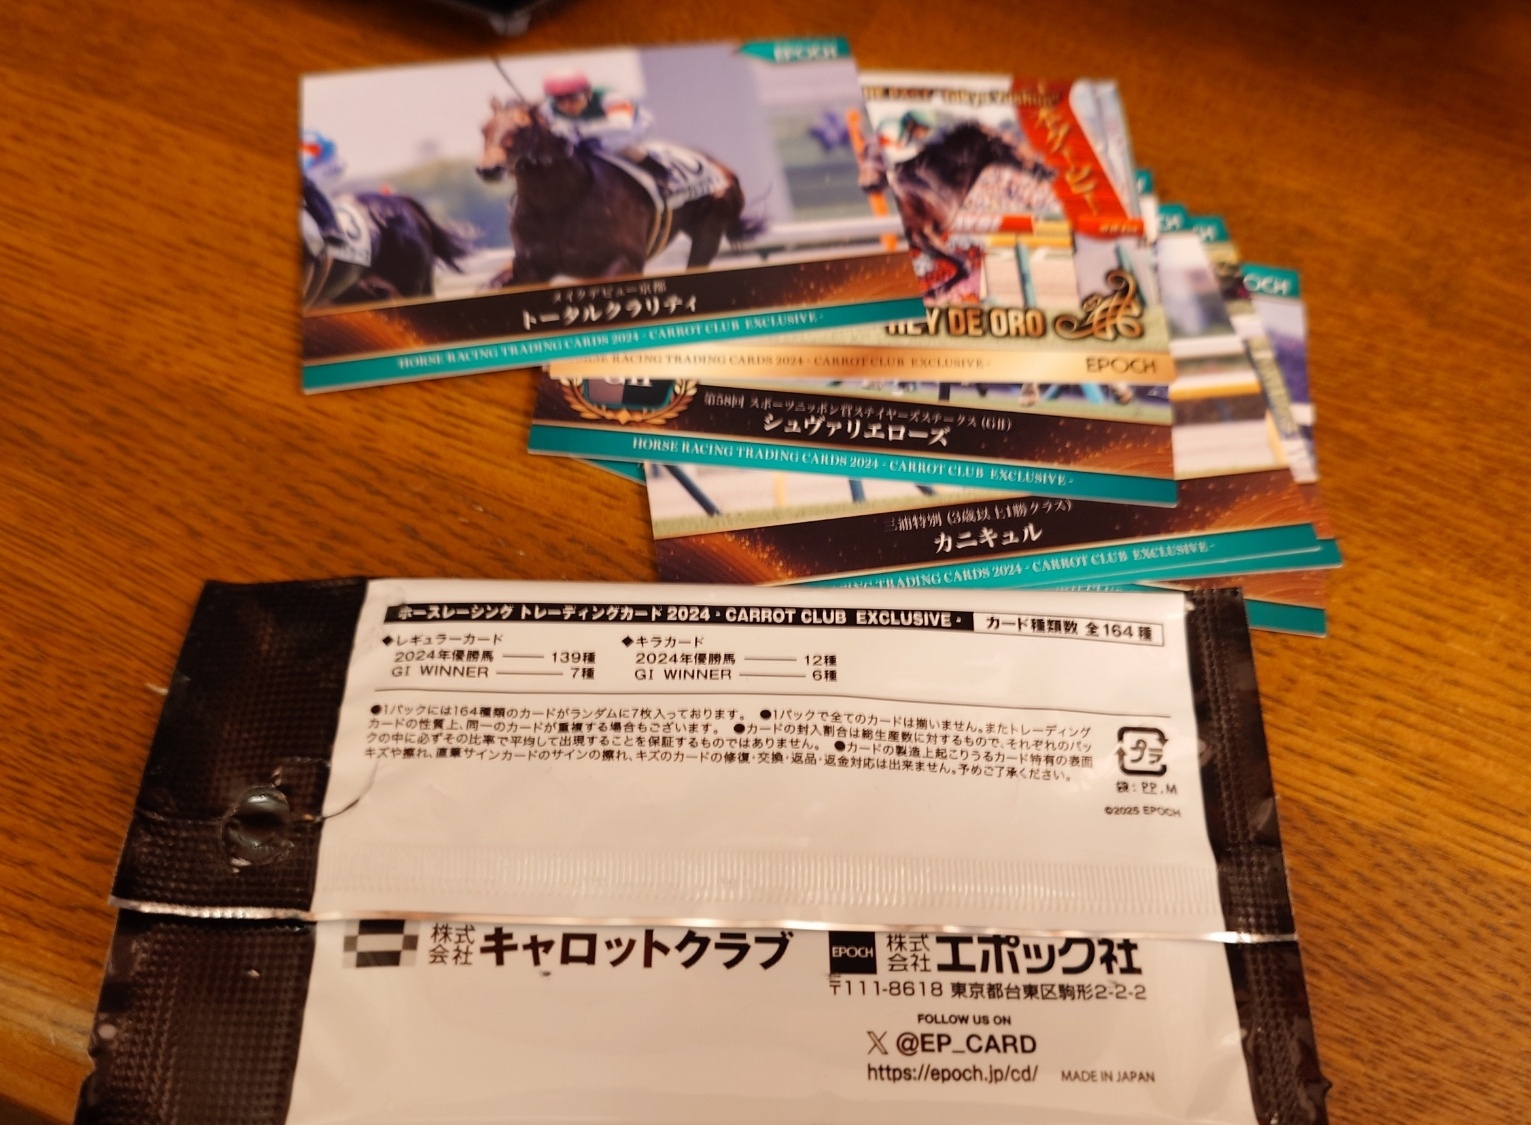 EPOCH
メイクデビュー京都
トータルクラリティ
HORSE RACING TRADING CARDS 2024 - CARROT CLUB EXCLUSIVE -
REY DE ORO
RACING TRADING CARDS 2024 - CARROT CLUB EXCLUSIVE -
EPOCH
GII
第58回 スポーツニッポン賞ステイヤーズステークス (GII)
シュヴァリエローズ
HORSE RACING TRADING CARDS 2024 - CARROT CLUB EXCLUSIVE -
三浦特別 (3歳以上1勝クラス)
カニキュル
TRADING CARDS 2024 - CARROT CLUB EXCLUSIVE -
ホースレーシング トレーディングカード 2024 - CARROT CLUB EXCLUSIVE - カード種類数 全164種
◆レギュラーカード ◆キラカード
2024年優勝馬 ―― 139種 2024年優勝馬 ―― 12種
GI WINNER ―― 7種 GI WINNER ―― 6種
●1パックには164種類のカードがランダムに7枚入っております。 ●1パックで全てのカードは揃いません。またトレーディング
カードの性質上、同一のカードが重複する場合もございます。 ●カードの封入割合は総生産数に対するもので、それぞれのパッ
クの中に必ずその比率で平均して出現することを保証するものではありません。 ●カードの製造上起こりうるカード特有の表面
キズや擦れ、直筆サインカードのサインの擦れ、キズのカードの修復・交換・返品・返金対応は出来ません。予めご了承ください。
プラ
袋：PP,M
©2025 EPOCH
株式会社 キャロットクラブ
EPOCH 株式会社 エポック社
〒111-8618 東京都台東区駒形2-2-2
FOLLOW US ON
X @EP_CARD
https://epoch.jp/cd/ MADE IN JAPAN